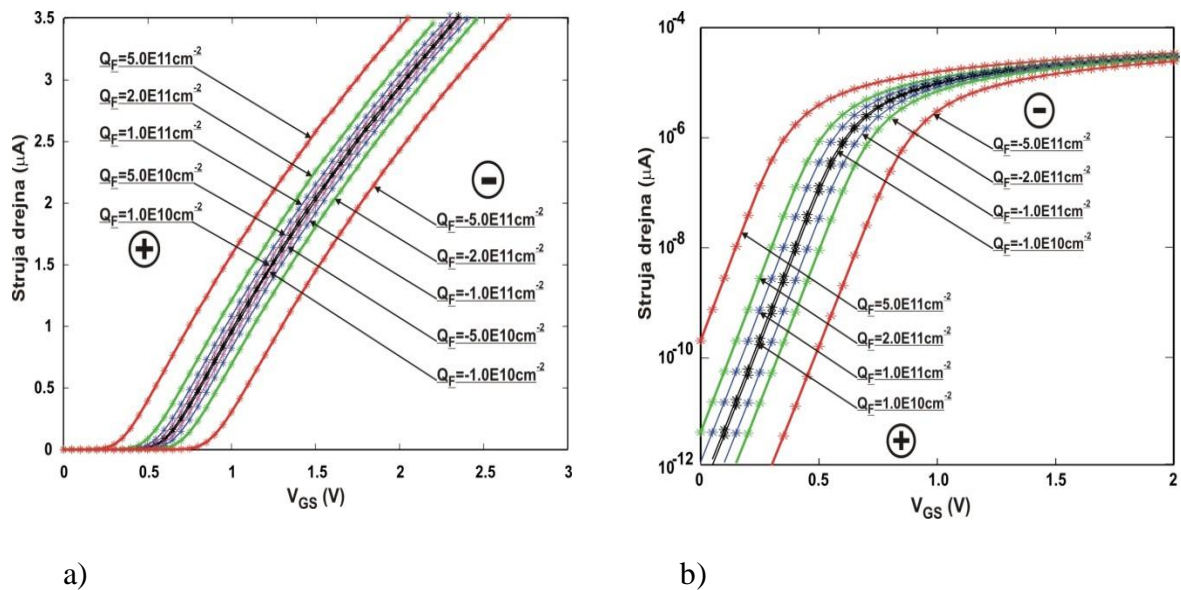 a)
3.5
3
2.5
2
1.5
1
0.5
0
Struja drejna (μA)
Q_F=5.0E11cm⁻²
Q_F=2.0E11cm⁻²
Q_F=1.0E11cm⁻²
Q_F=5.0E10cm⁻²
Q_F=1.0E10cm⁻²
+
-
Q_F=-5.0E11cm⁻²
Q_F=-2.0E11cm⁻²
Q_F=-1.0E11cm⁻²
Q_F=-5.0E10cm⁻²
Q_F=-1.0E10cm⁻²
0 0.5 1 1.5 2 2.5 3
V_GS (V)
b)
10⁻⁴
10⁻⁶
10⁻⁸
10⁻¹⁰
10⁻¹²
Struja drejna (μA)
-
Q_F=-5.0E11cm⁻²
Q_F=-2.0E11cm⁻²
Q_F=-1.0E11cm⁻²
Q_F=-1.0E10cm⁻²
Q_F=5.0E11cm⁻²
Q_F=2.0E11cm⁻²
Q_F=1.0E11cm⁻²
Q_F=1.0E10cm⁻²
+
0 0.5 1.0 1.5 2
V_GS (V)
a)
b)